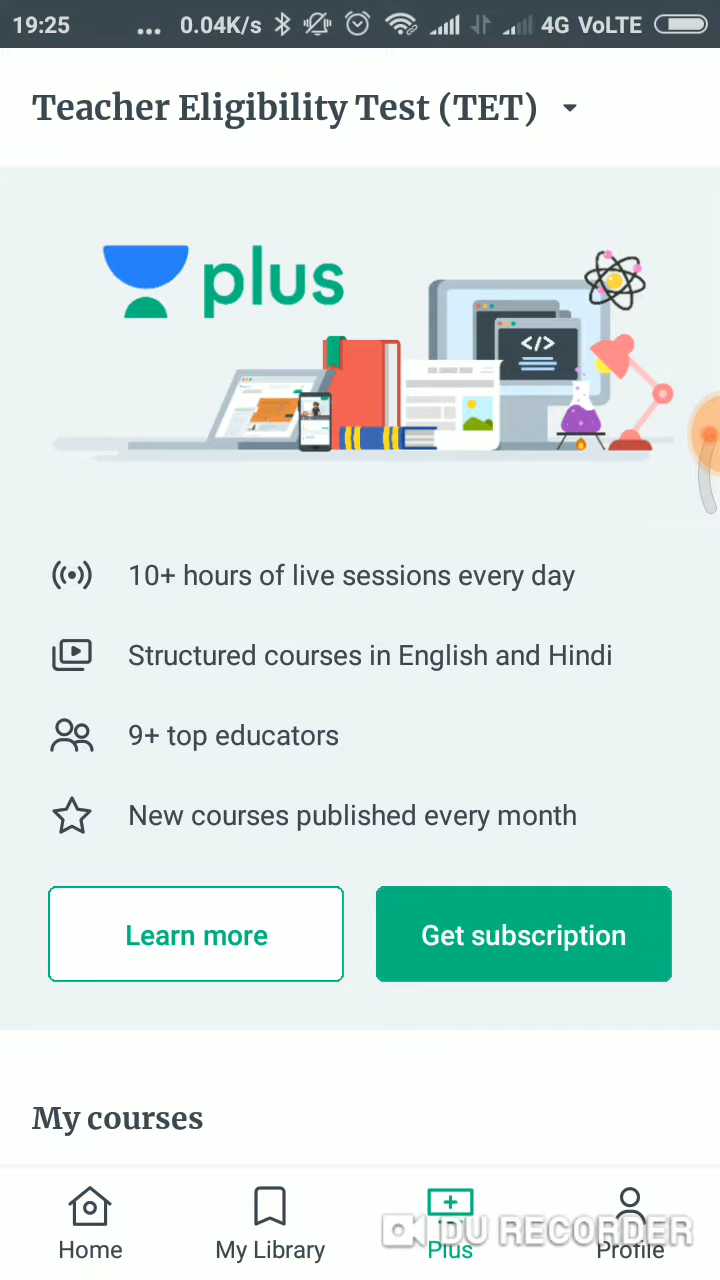 19:25 ... 0.04K/s 4G VoLTE
Teacher Eligibility Test (TET)
plus
</>
10+ hours of live sessions every day
Structured courses in English and Hindi
9+ top educators
New courses published every month
Learn more Get subscription
My courses
Home My Library Plus Profile
DU RECORDER